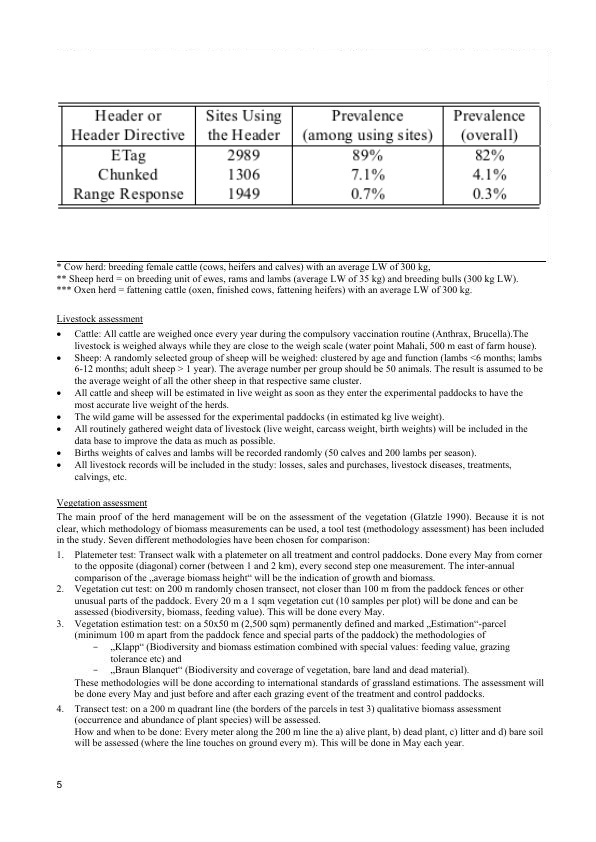 Header or Header Directive | Sites Using the Header | Prevalence (among using sites) | Prevalence (overall)
ETag | 2989 | 89% | 82%
Chunked | 1306 | 7.1% | 4.1%
Range Response | 1949 | 0.7% | 0.3%
* Cow herd: breeding female cattle (cows, heifers and calves) with an average LW of 300 kg,
** Sheep herd = on breeding unit of ewes, rams and lambs (average LW of 35 kg) and breeding bulls (300 kg LW).
*** Oxen herd = fattening cattle (oxen, finished cows, fattening heifers) with an average LW of 300 kg.
Livestock assessment
• Cattle: All cattle are weighed once every year during the compulsory vaccination routine (Anthrax, Brucella).The
livestock is weighed always while they are close to the weigh scale (water point Mahali, 500 m east of farm house).
• Sheep: A randomly selected group of sheep will be weighed: clustered by age and function (lambs <6 months; lambs
6-12 months; adult sheep > 1 year). The average number per group should be 50 animals. The result is assumed to be
the average weight of all the other sheep in that respective same cluster.
• All cattle and sheep will be estimated in live weight as soon as they enter the experimental paddocks to have the
most accurate live weight of the herds.
• The wild game will be assessed for the experimental paddocks (in estimated kg live weight).
• All routinely gathered weight data of livestock (live weight, carcass weight, birth weights) will be included in the
data base to improve the data as much as possible.
• Births weights of calves and lambs will be recorded randomly (50 calves and 200 lambs per season).
• All livestock records will be included in the study: losses, sales and purchases, livestock diseases, treatments,
calvings, etc.
Vegetation assessment
The main proof of the herd management will be on the assessment of the vegetation (Glatzle 1990). Because it is not
clear, which methodology of biomass measurements can be used, a tool test (methodology assessment) has been included
in the study. Seven different methodologies have been chosen for comparison:
1. Platemeter test: Transect walk with a platemeter on all treatment and control paddocks. Done every May from corner
to the opposite (diagonal) corner (between 1 and 2 km), every second step one measurement. The inter-annual
comparison of the „average biomass height“ will be the indication of growth and biomass.
2. Vegetation cut test: on 200 m randomly chosen transect, not closer than 100 m from the paddock fences or other
unusual parts of the paddock. Every 20 m a 1 sqm vegetation cut (10 samples per plot) will be done and can be
assessed (biodiversity, biomass, feeding value). This will be done every May.
3. Vegetation estimation test: on a 50x50 m (2,500 sqm) permanently defined and marked „Estimation“-parcel
(minimum 100 m apart from the paddock fence and special parts of the paddock) the methodologies of
– „Klapp“ (Biodiversity and biomass estimation combined with special values: feeding value, grazing
tolerance etc) and
– „Braun Blanquet“ (Biodiversity and coverage of vegetation, bare land and dead material).
These methodologies will be done according to international standards of grassland estimations. The assessment will
be done every May and just before and after each grazing event of the treatment and control paddocks.
4. Transect test: on a 200 m quadrant line (the borders of the parcels in test 3) qualitative biomass assessment
(occurrence and abundance of plant species) will be assessed.
How and when to be done: Every meter along the 200 m line the a) alive plant, b) dead plant, c) litter and d) bare soil
will be assessed (where the line touches on ground every m). This will be done in May each year.
5